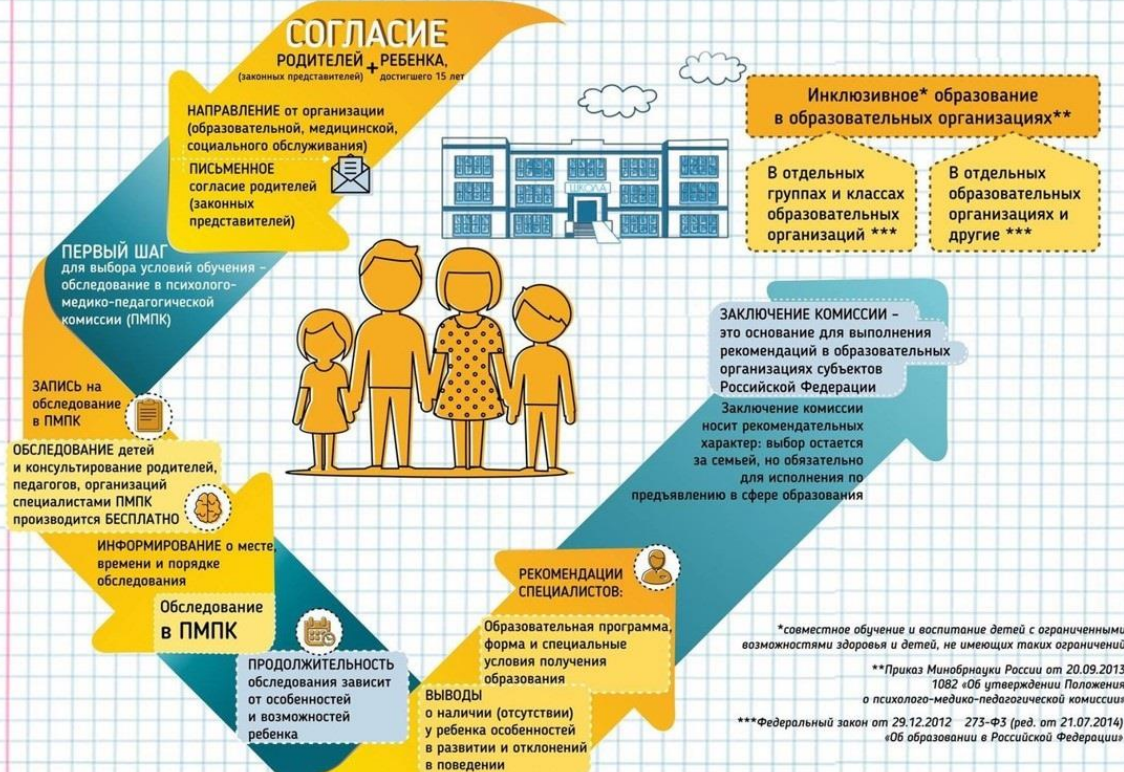 СОГЛАСИЕ
РОДИТЕЛЕЙ + РЕБЕНКА,
(законных представителей) достигшего 15 лет
НАПРАВЛЕНИЕ от организации
(образовательной, медицинской,
социального обслуживания)
ПИСЬМЕННОЕ
согласие родителей
(законных
представителей)
ПЕРВЫЙ ШАГ
для выбора условий обучения –
обследование в психолого-
медико-педагогической
комиссии (ПМПК)
ЗАПИСЬ на
обследование
в ПМПК
ОБСЛЕДОВАНИЕ детей
и консультирование родителей,
педагогов, организаций
специалистами ПМПК
производится БЕСПЛАТНО
ИНФОРМИРОВАНИЕ о месте,
времени и порядке
обследования
Обследование
в ПМПК
ПРОДОЛЖИТЕЛЬНОСТЬ
обследования зависит
от особенностей
и возможностей
ребенка
ВЫВОДЫ
о наличии (отсутствии)
у ребенка особенностей
в развитии и отклонений
в поведении
РЕКОМЕНДАЦИИ
СПЕЦИАЛИСТОВ:
Образовательная программа,
форма и специальные
условия получения
образования
ЗАКЛЮЧЕНИЕ КОМИССИИ –
это основание для выполнения
рекомендаций в образовательных
организациях субъектов
Российской Федерации
Заключение комиссии
носит рекомендательных
характер: выбор остается
за семьей, но обязательно
для исполнения по
предъявлению в сфере образования
ШКОЛА
Инклюзивное* образование
в образовательных организациях**
В отдельных
группах и классах
образовательных
организаций ***
В отдельных
образовательных
организациях и
другие ***
*совместное обучение и воспитание детей с ограниченными
возможностями здоровья и детей, не имеющих таких ограничений
**Приказ Минобрнауки России от 20.09.2013
1082 «Об утверждении Положения
о психолого-медико-педагогической комиссии»
***Федеральный закон от 29.12.2012 273-ФЗ (ред. от 21.07.2014)
«Об образовании в Российской Федерации»